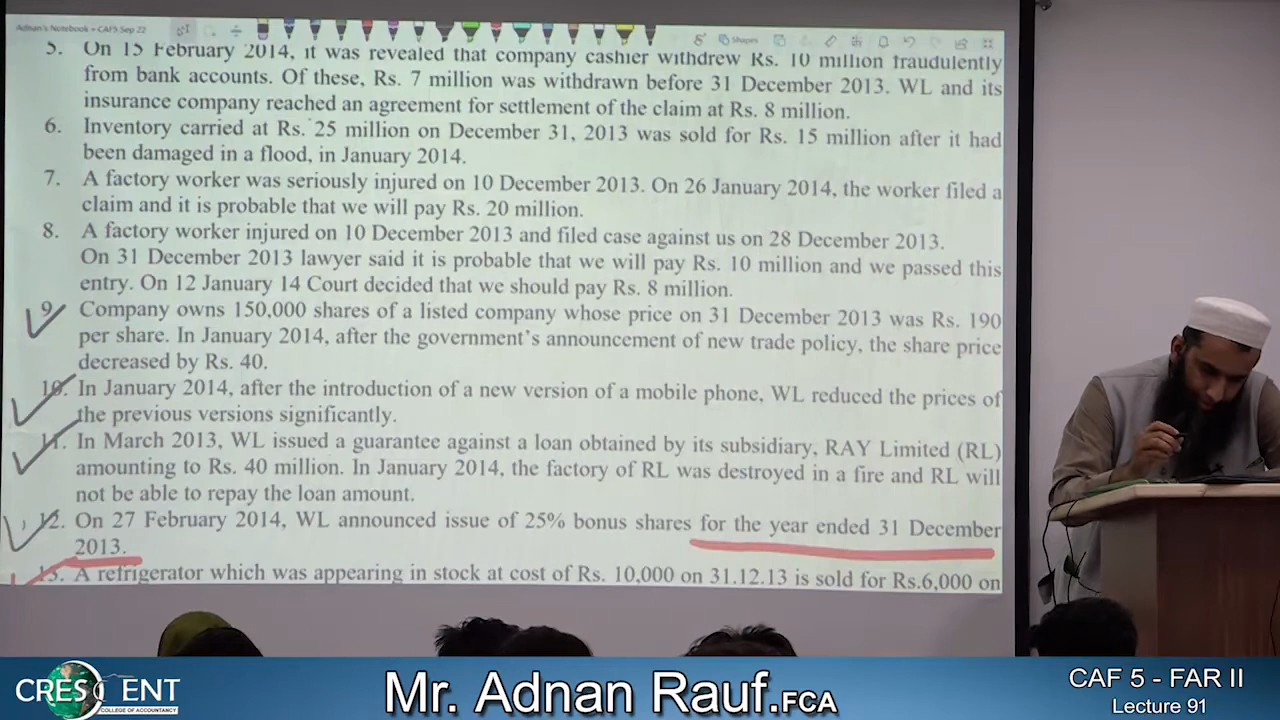 Adnan's Notebook » CAF5-Sep 22
Shapes
5. On 15 February 2014, it was revealed that company cashier withdrew Rs. 10 million fraudulently
from bank accounts. Of these, Rs. 7 million was withdrawn before 31 December 2013. WL and its
insurance company reached an agreement for settlement of the claim at Rs. 8 million.
6. Inventory carried at Rs. 25 million on December 31, 2013 was sold for Rs. 15 million after it had
been damaged in a flood, in January 2014.
7. A factory worker was seriously injured on 10 December 2013. On 26 January 2014, the worker filed a
claim and it is probable that we will pay Rs. 20 million.
8. A factory worker injured on 10 December 2013 and filed case against us on 28 December 2013.
On 31 December 2013 lawyer said it is probable that we will pay Rs. 10 million and we passed this
entry. On 12 January 14 Court decided that we should pay Rs. 8 million.
9. Company owns 150,000 shares of a listed company whose price on 31 December 2013 was Rs. 190
per share. In January 2014, after the government's announcement of new trade policy, the share price
decreased by Rs. 40.
10. In January 2014, after the introduction of a new version of a mobile phone, WL reduced the prices of
the previous versions significantly.
11. In March 2013, WL issued a guarantee against a loan obtained by its subsidiary, RAY Limited (RL)
amounting to Rs. 40 million. In January 2014, the factory of RL was destroyed in a fire and RL will
not be able to repay the loan amount.
12. On 27 February 2014, WL announced issue of 25% bonus shares for the year ended 31 December
2013.
13. A refrigerator which was appearing in stock at cost of Rs. 10,000 on 31.12.13 is sold for Rs.6,000 on
CRESCENT
COLLEGE OF ACCOUNTANCY
Mr. Adnan Rauf.FCA
CAF 5 - FAR II
Lecture 91